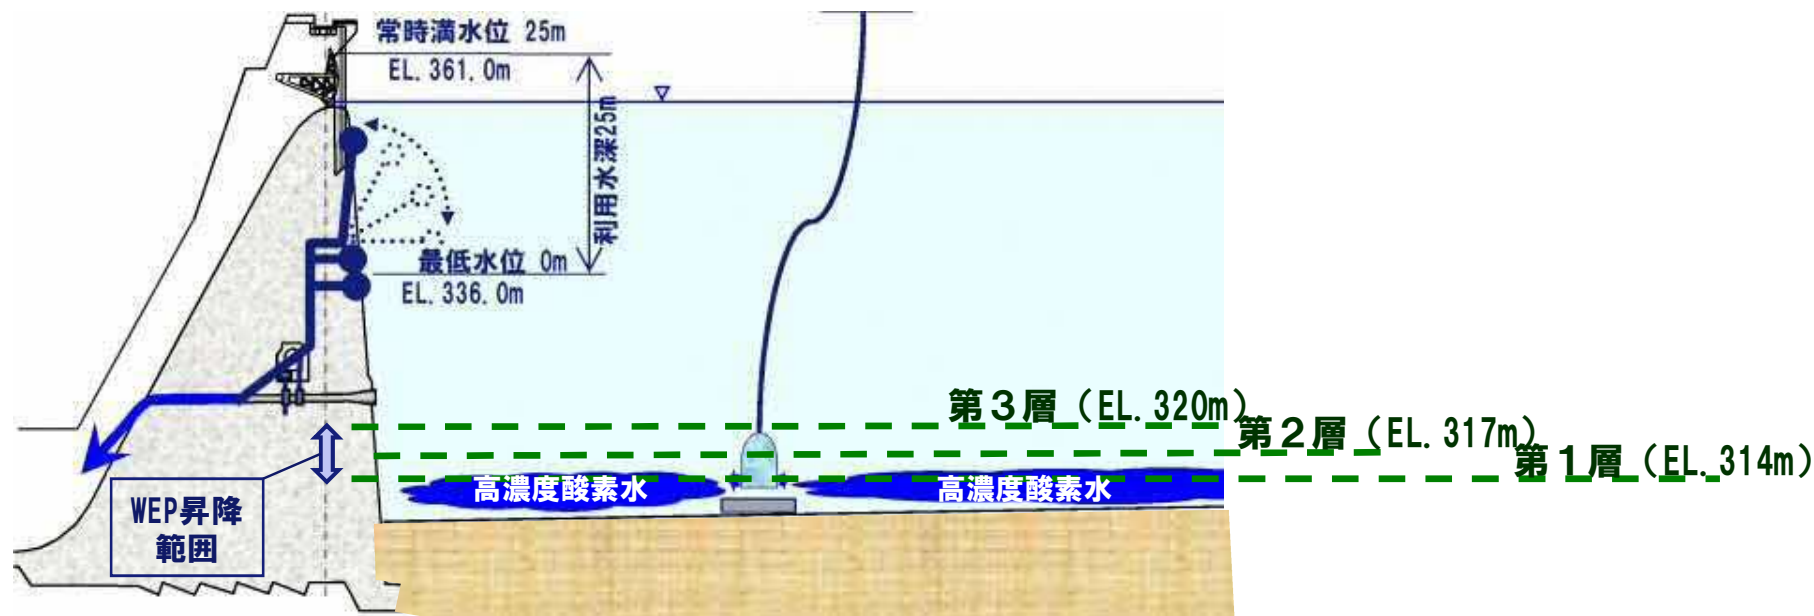 常時満水位 25m
EL. 361. 0m
利用水深25m
最低水位 0m
EL. 336. 0m
第３層（EL. 320m）
第２層（EL. 317m）
第１層（EL. 314m）
高濃度酸素水
高濃度酸素水
WEP昇降
範囲